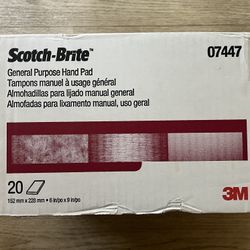 Scotch-Brite™ 07447
General Purpose Hand Pad
Tampons manuel à usage général
Almohadillas para lijado manual general
Almofadas para lixamento manual, uso geral
20
152 mm x 228 mm • 6 in/po x 9 in/po
3M